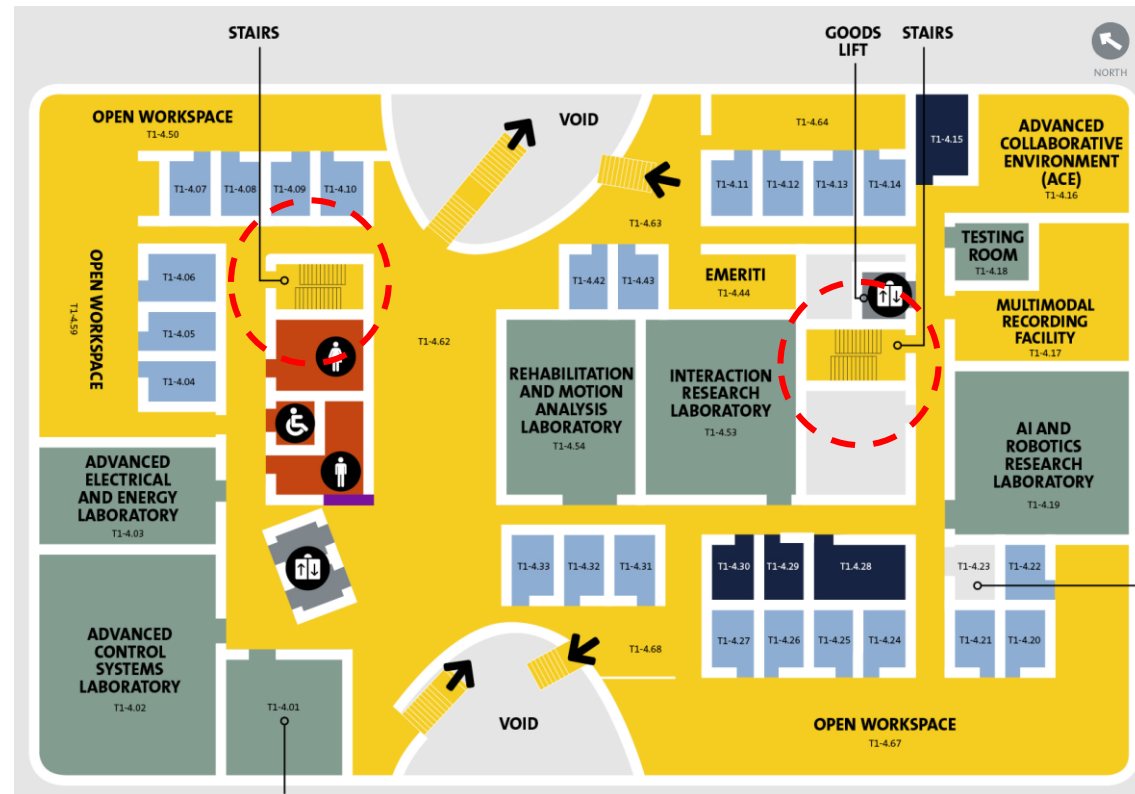 STAIRS
GOODS
LIFT
STAIRS
NORTH
OPEN WORKSPACE
T1-4.50
VOID
T1-4.64
T1-4.15
ADVANCED
COLLABORATIVE
ENVIRONMENT
(ACE)
T1-4.16
T1-4.07
T1-4.08
T1-4.09
T1-4.10
T1-4.11
T1-4.12
T1-4.13
T1-4.14
T1-4.63
TESTING
ROOM
T1-4.18
OPEN WORKSPACE
T1-4.59
T1-4.06
T1-4.05
T1-4.04
T1-4.42
T1-4.43
EMERITI
T1-4.44
MULTIMODAL
RECORDING
FACILITY
T1-4.17
T1-4.62
REHABILITATION
AND MOTION
ANALYSIS
LABORATORY
T1-4.54
INTERACTION
RESEARCH
LABORATORY
T1-4.53
AI AND
ROBOTICS
RESEARCH
LABORATORY
T1-4.19
ADVANCED
ELECTRICAL
AND ENERGY
LABORATORY
T1-4.03
T1-4.33
T1-4.32
T1-4.31
T1-4.30
T1-4.29
T1.4.28
T1-4.23
T1-4.22
ADVANCED
CONTROL
SYSTEMS
LABORATORY
T1-4.02
T1-4.68
T1-4.27
T1-4.26
T1-4.25
T1-4.24
T1-4.21
T1-4.20
T1-4.01
VOID
OPEN WORKSPACE
T1-4.67